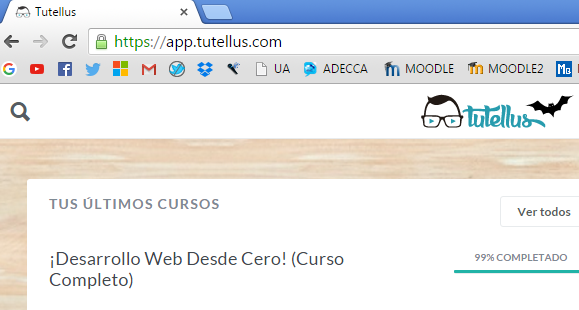 Tutellus
https://app.tutellus.com
UA ADECCA MOODLE MOODLE2
tutellus
TUS ÚLTIMOS CURSOS
Ver todos
¡Desarrollo Web Desde Cero! (Curso
Completo)
99% COMPLETADO